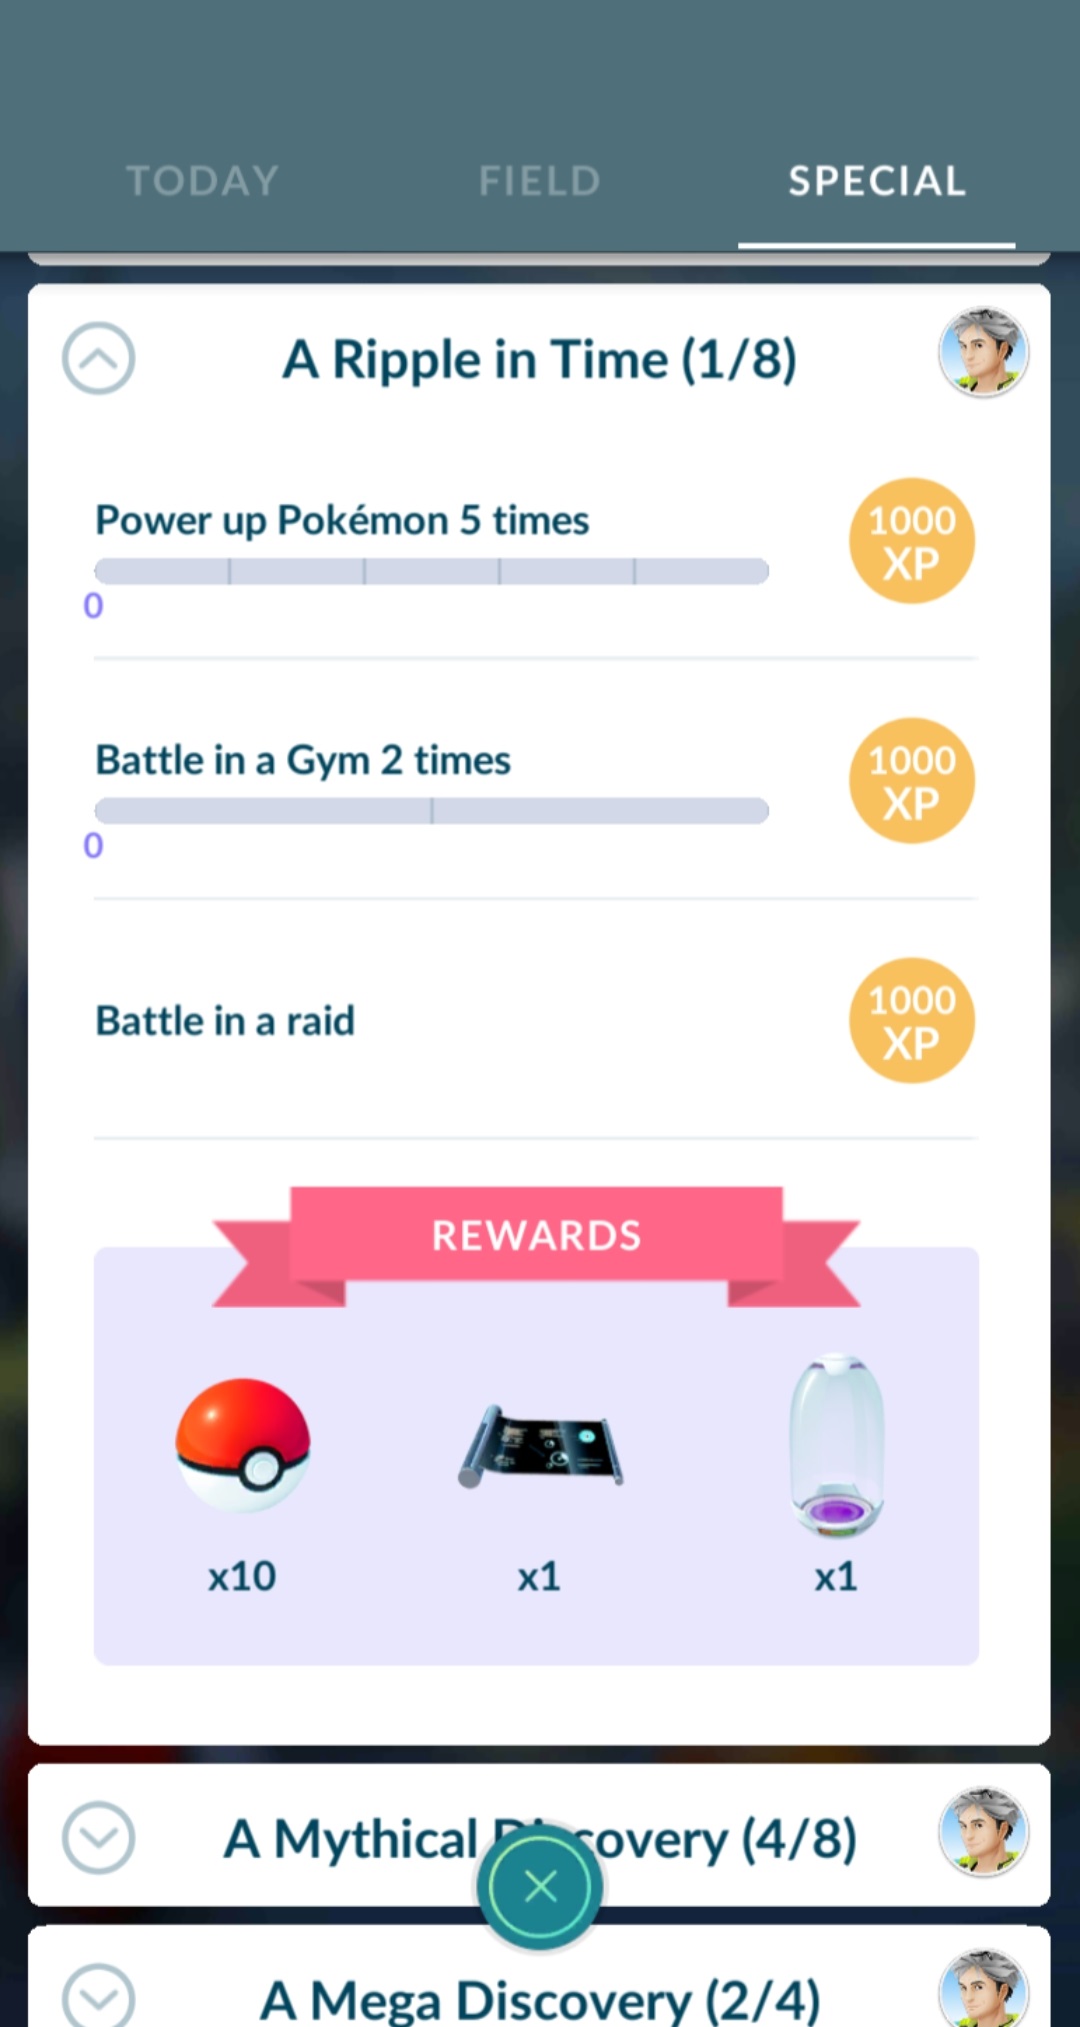 TODAY FIELD SPECIAL
A Ripple in Time (1/8)
Power up Pokémon 5 times
1000
XP
0
Battle in a Gym 2 times
1000
XP
0
Battle in a raid
1000
XP
REWARDS
x10 x1 x1
A Mythical (4/8)
A Mega Discovery (2/4)